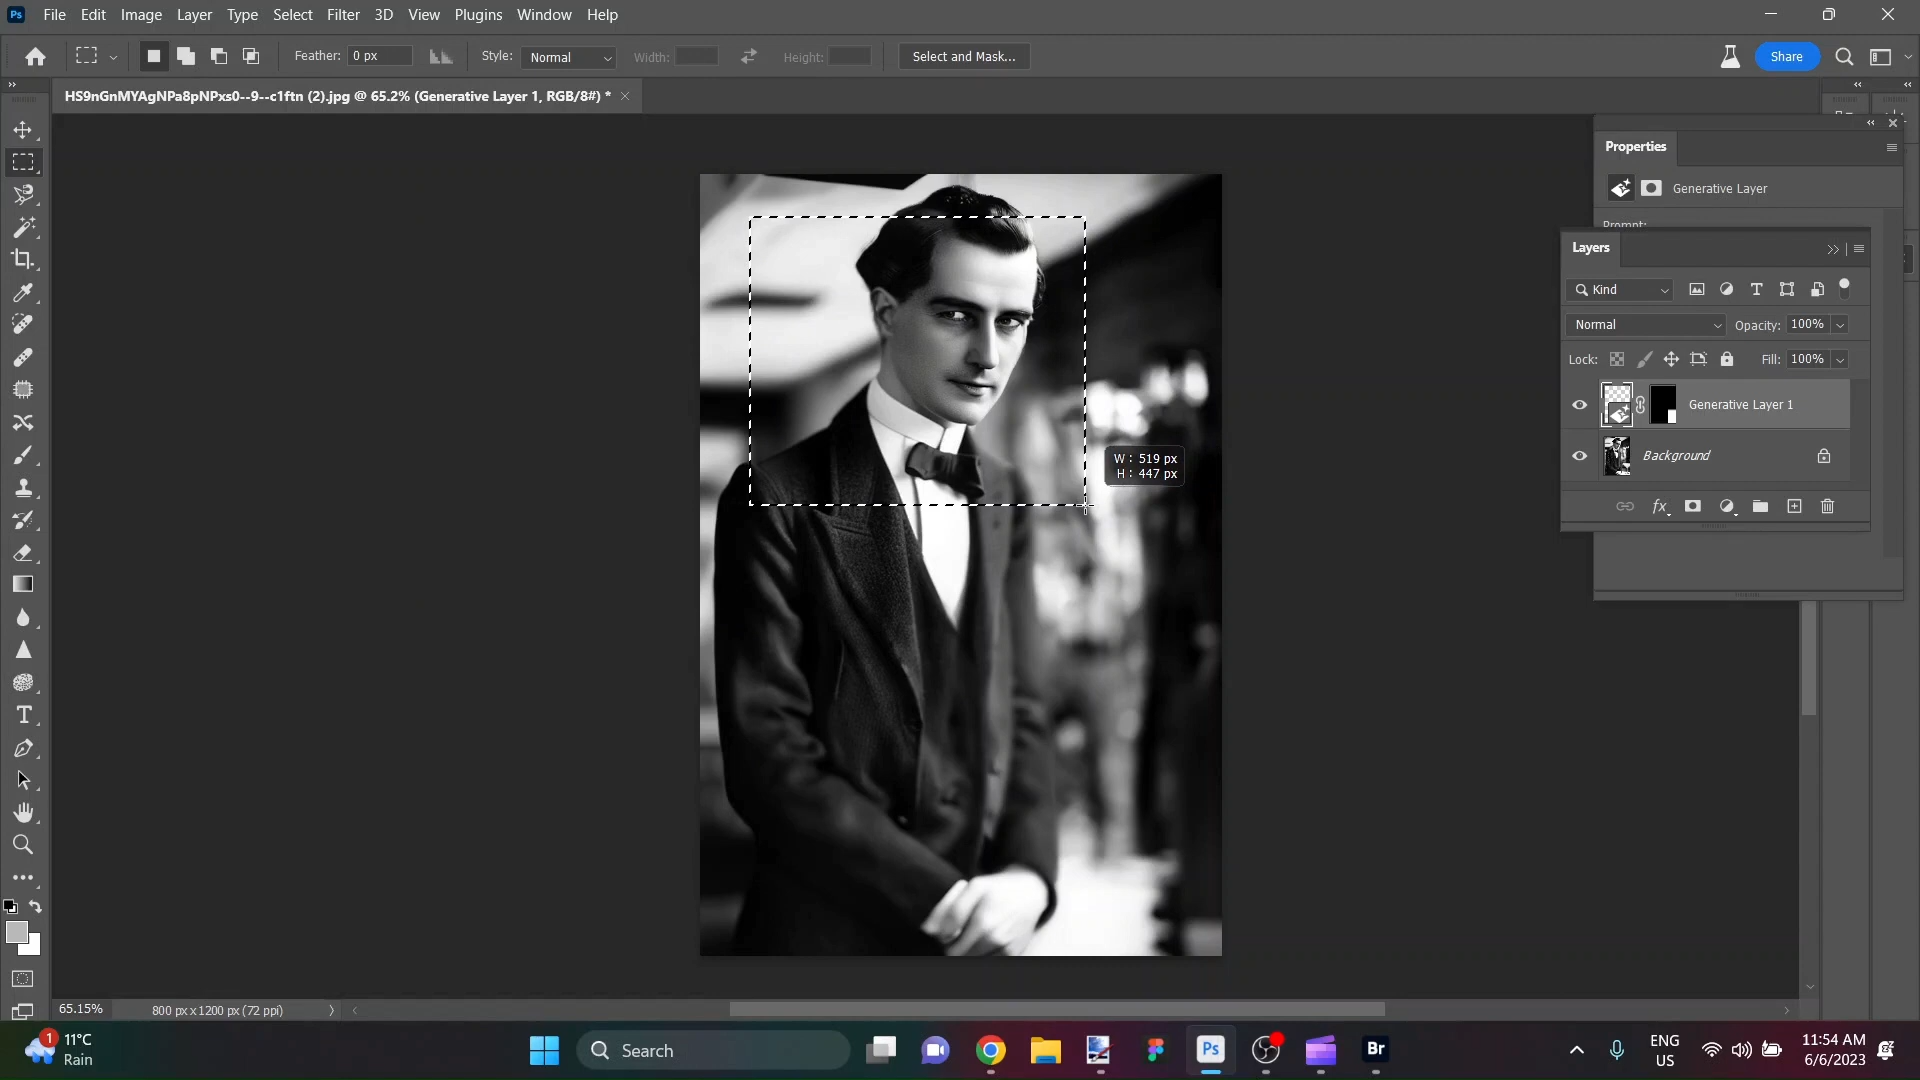 Ps File Edit Image Layer Type Select Filter 3D View Plugins Window Help
Feather: 0 px Style: Normal Width: Height: Select and Mask... Share
HS9nGnMYAgNPa8pNPxs0--9--c1ftn (2).jpg @ 65.2% (Generative Layer 1, RGB/8#) *
Properties
Generative Layer
Prompt:
Layers
Kind
Normal Opacity: 100%
Lock: Fill: 100%
Generative Layer 1
Background
fx
W: 519 px
H: 447 px
65.15% 800 px x 1200 px (72 ppi)
1 11°C
Rain
Search
Ps
Br
ENG
US
11:54 AM
6/6/2023